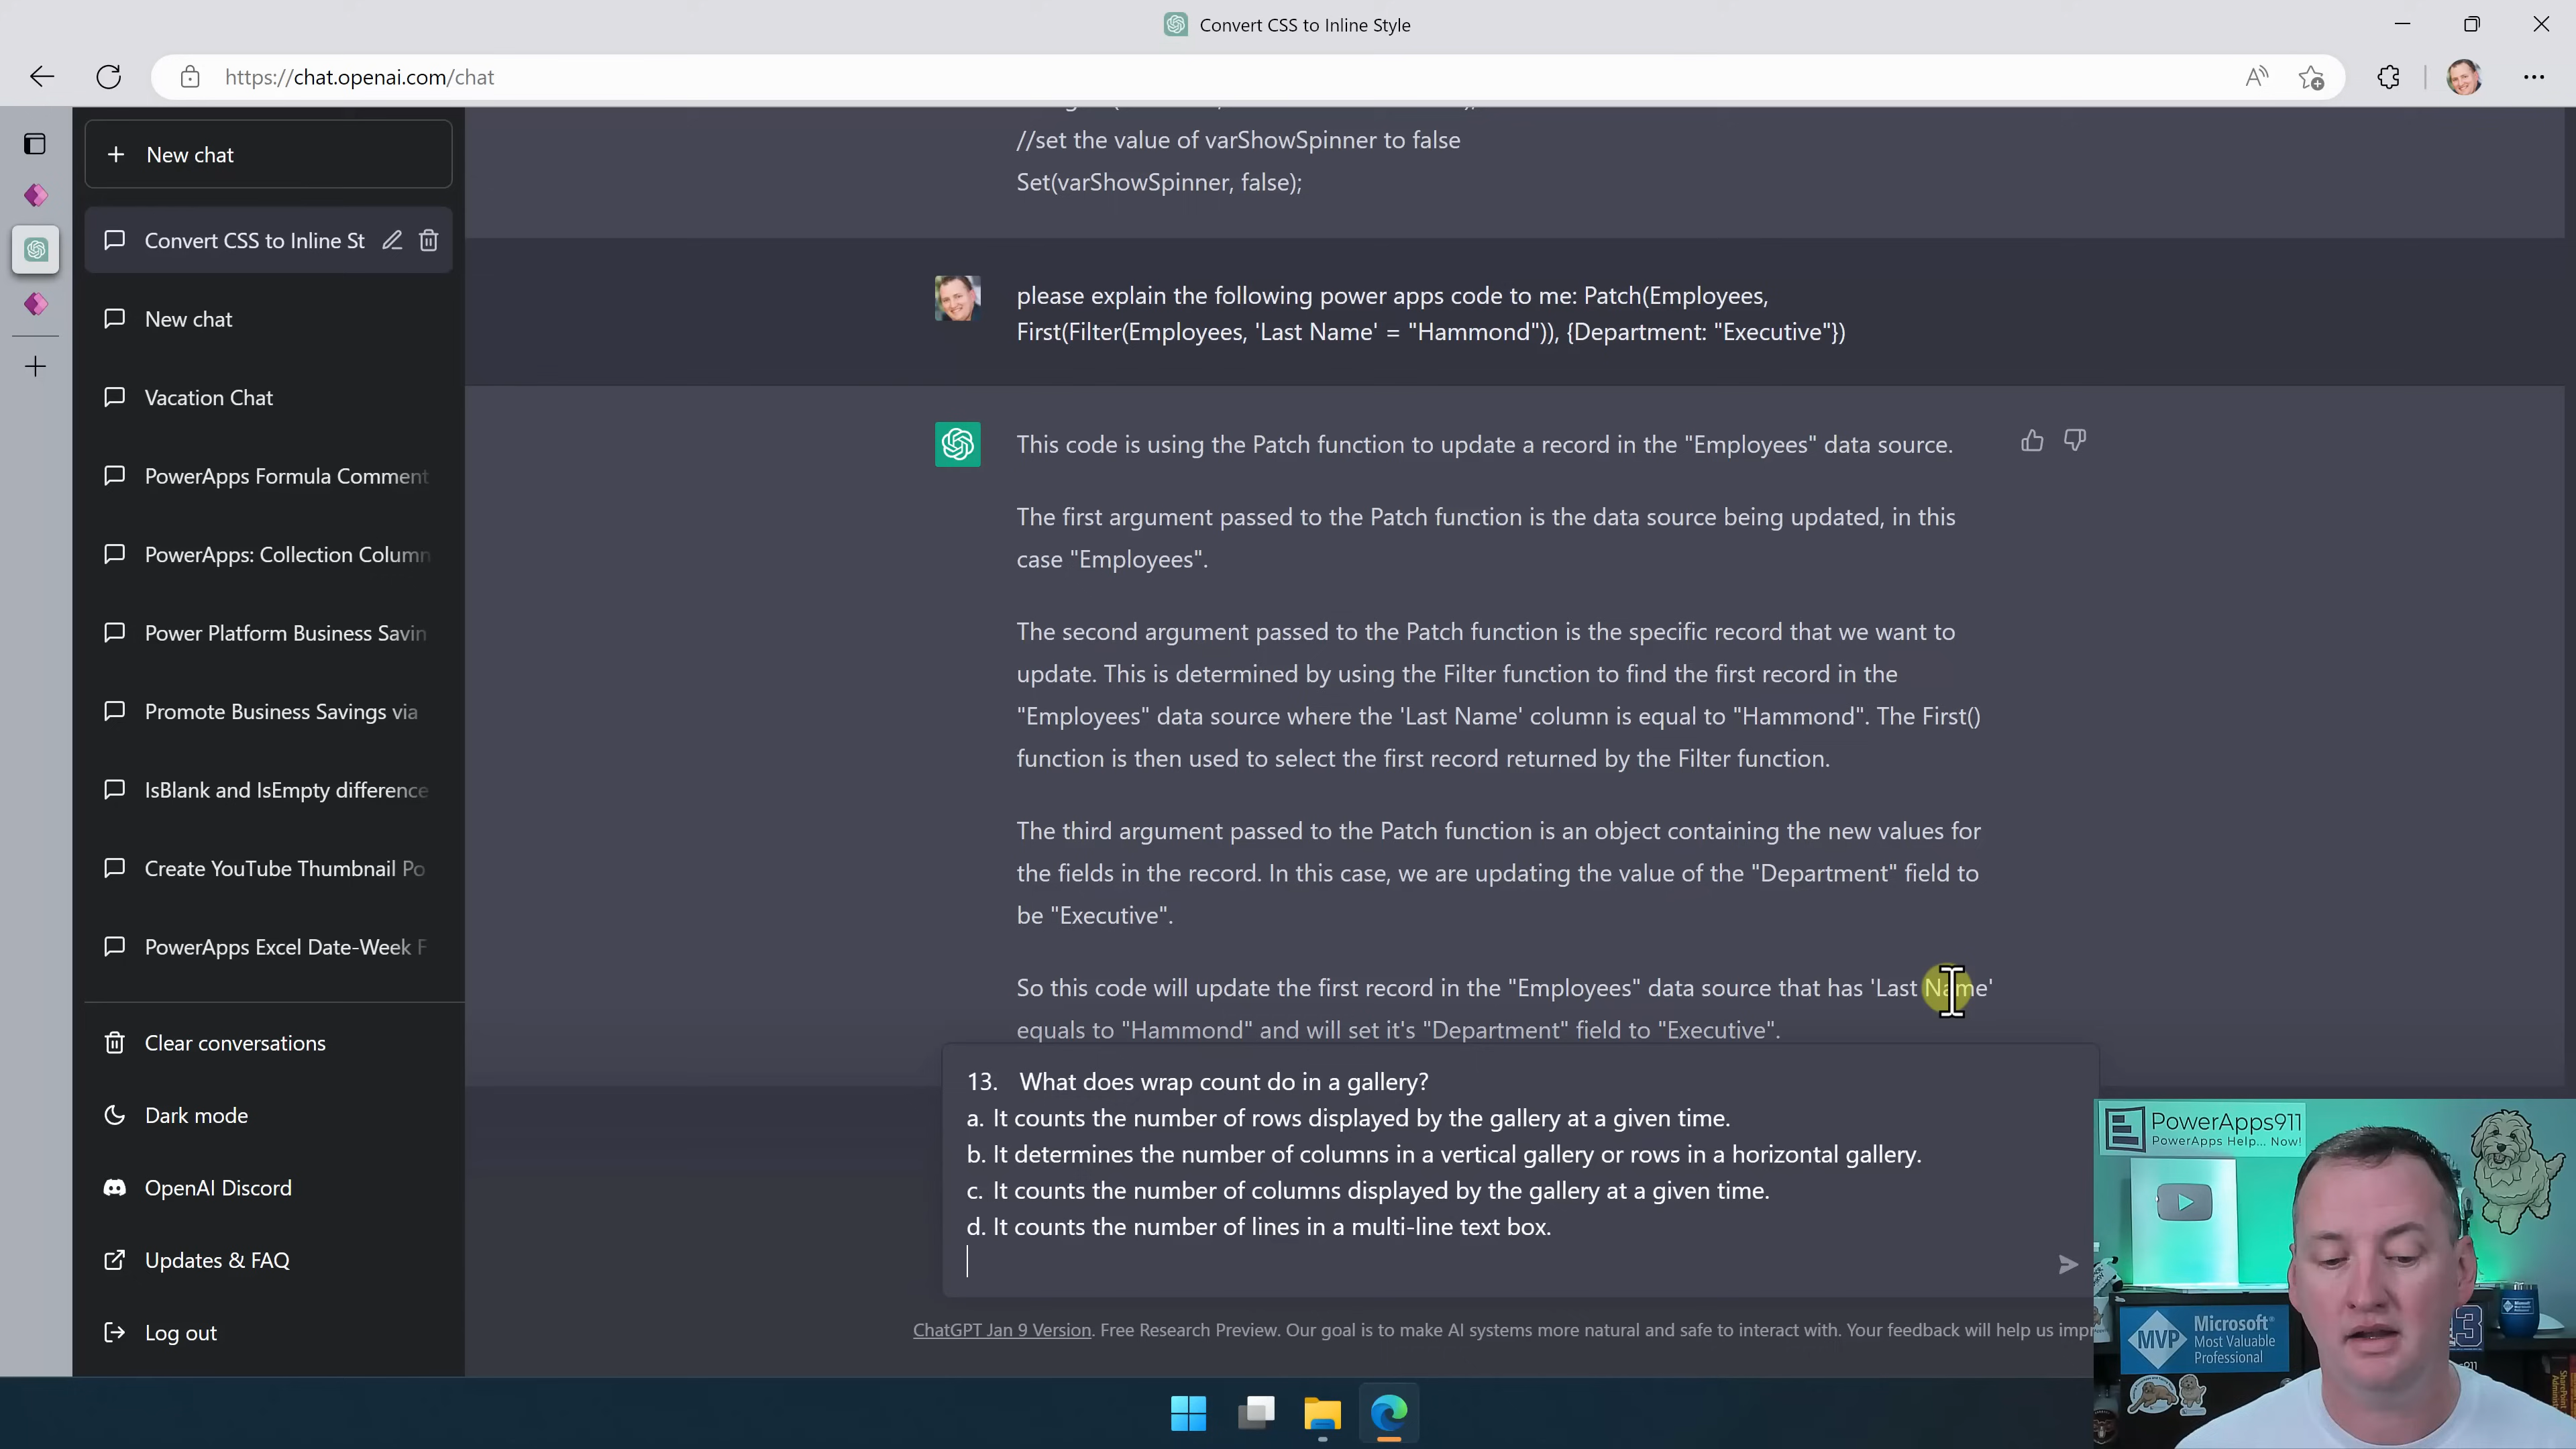 Convert CSS to Inline Style
https://chat.openai.com/chat
New chat
Convert CSS to Inline St
New chat
Vacation Chat
PowerApps Formula Comment
PowerApps: Collection Column
Power Platform Business Savin
Promote Business Savings via
IsBlank and IsEmpty difference
Create YouTube Thumbnail Po
PowerApps Excel Date-Week F
Clear conversations
Dark mode
OpenAI Discord
Updates & FAQ
Log out
//set the value of varShowSpinner to false
Set(varShowSpinner, false);
please explain the following power apps code to me: Patch(Employees,
First(Filter(Employees, 'Last Name' = "Hammond")), {Department: "Executive"})
This code is using the Patch function to update a record in the "Employees" data source.
The first argument passed to the Patch function is the data source being updated, in this
case "Employees".
The second argument passed to the Patch function is the specific record that we want to
update. This is determined by using the Filter function to find the first record in the
"Employees" data source where the 'Last Name' column is equal to "Hammond". The First()
function is then used to select the first record returned by the Filter function.
The third argument passed to the Patch function is an object containing the new values for
the fields in the record. In this case, we are updating the value of the "Department" field to
be "Executive".
So this code will update the first record in the "Employees" data source that has 'Last Name'
equals to "Hammond" and will set it's "Department" field to "Executive".
13. What does wrap count do in a gallery?
a. It counts the number of rows displayed by the gallery at a given time.
b. It determines the number of columns in a vertical gallery or rows in a horizontal gallery.
c. It counts the number of columns displayed by the gallery at a given time.
d. It counts the number of lines in a multi-line text box.
ChatGPT Jan 9 Version. Free Research Preview. Our goal is to make AI systems more natural and safe to interact with. Your feedback will help us impr
PowerApps911
PowerApps Help... Now!
MVP
Microsoft®
Most Valuable
Professional